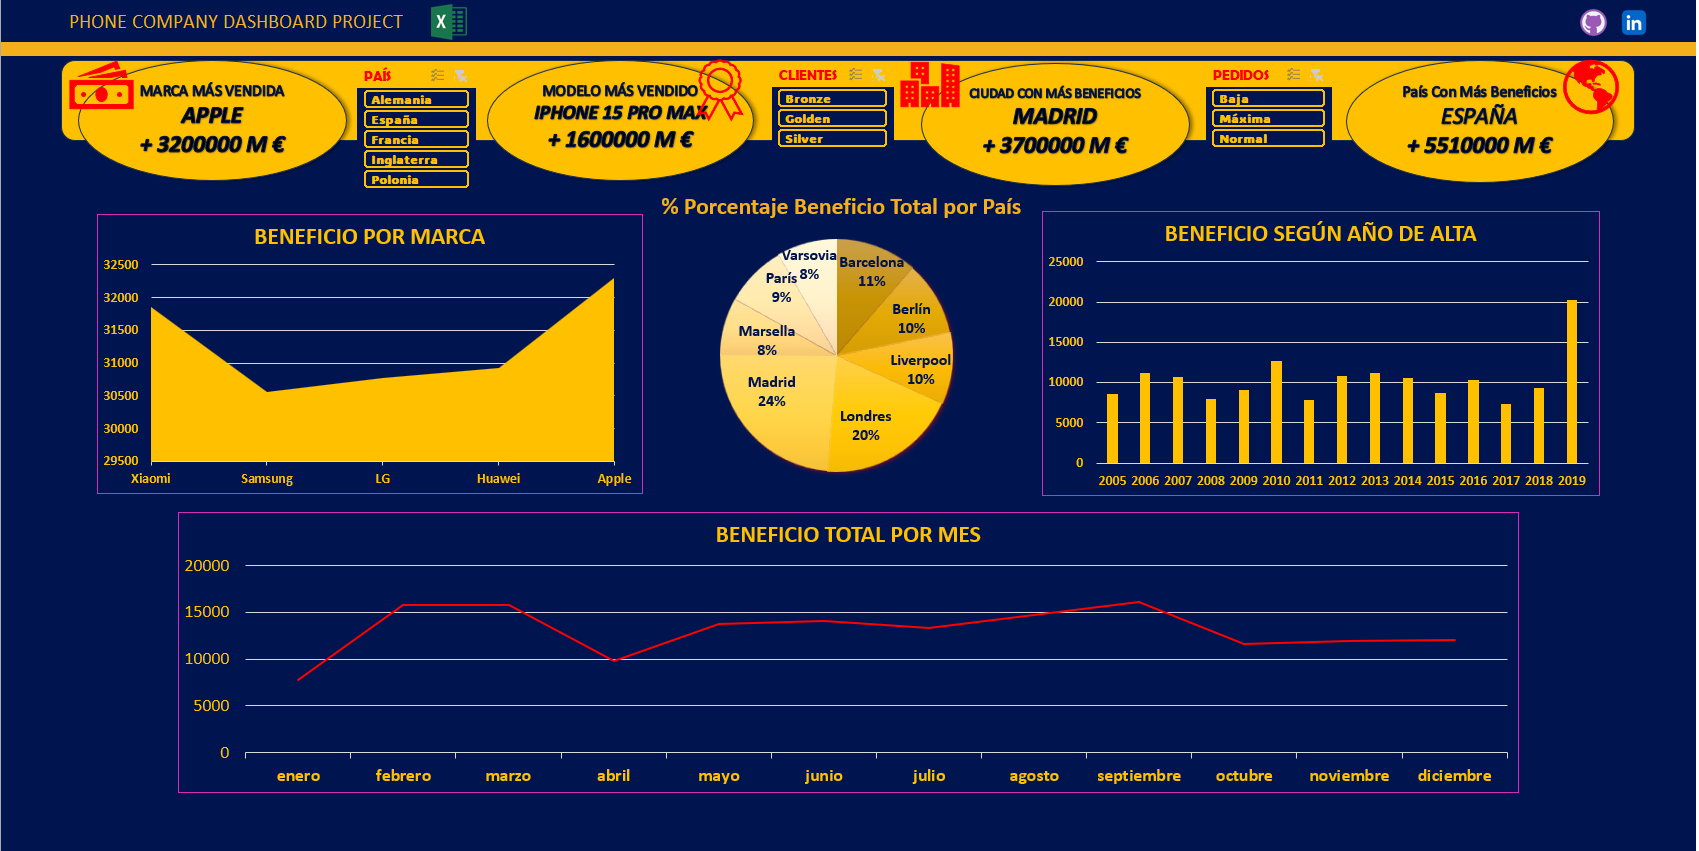 PHONE COMPANY DASHBOARD PROJECT
X
in
MARCA MÁS VENDIDA
APPLE
+ 3200000 M €
PAÍS
Alemania
España
Francia
Inglaterra
Polonia
MODELO MÁS VENDIDO
IPHONE 15 PRO MAX
+ 1600000 M €
CLIENTES
Bronze
Golden
Silver
CIUDAD CON MÁS BENEFICIOS
MADRID
+ 3700000 M €
PEDIDOS
Baja
Máxima
Normal
País Con Más Beneficios
ESPAÑA
+ 5510000 M €
BENEFICIO POR MARCA
32500
32000
31500
31000
30500
30000
29500
Xiaomi Samsung LG Huawei Apple
% Porcentaje Beneficio Total por País
Varsovia
8%
Barcelona
11%
París
9%
Berlín
10%
Marsella
8%
Liverpool
10%
Madrid
24%
Londres
20%
BENEFICIO SEGÚN AÑO DE ALTA
25000
20000
15000
10000
5000
0
2005 2006 2007 2008 2009 2010 2011 2012 2013 2014 2015 2016 2017 2018 2019
BENEFICIO TOTAL POR MES
20000
15000
10000
5000
0
enero febrero marzo abril mayo junio julio agosto septiembre octubre noviembre diciembre